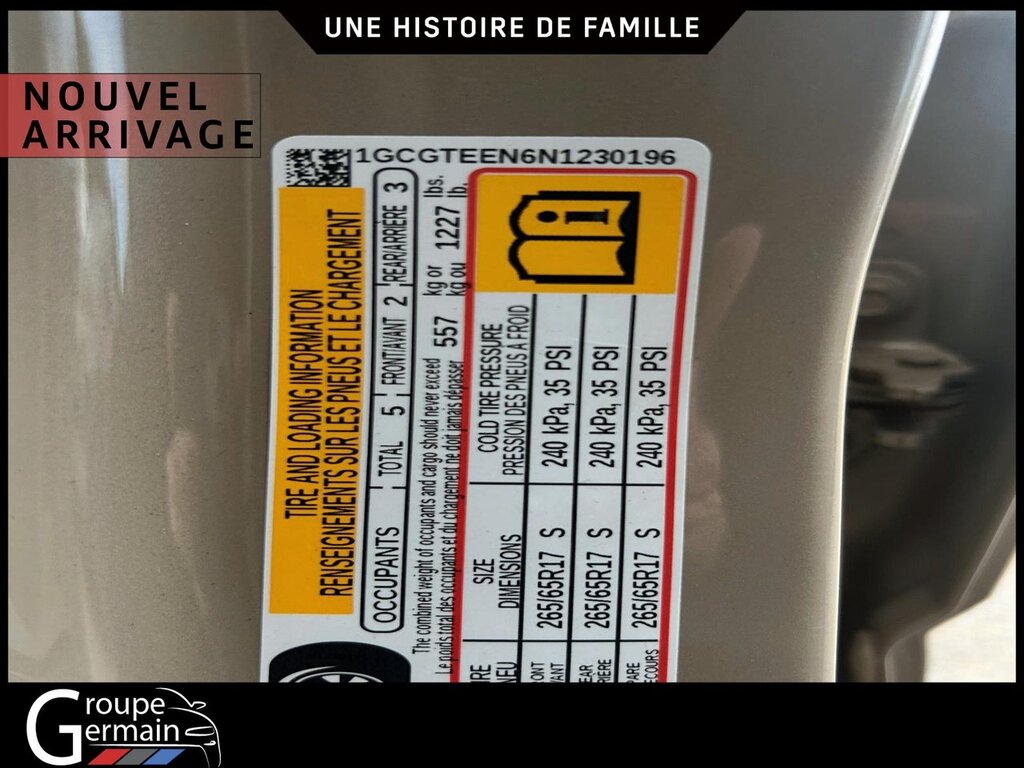 UNE HISTOIRE DE FAMILLE
NOUVEL
ARRIVAGE
1GCGTEEN6N1230196
TIRE AND LOADING INFORMATION
RENSEIGNEMENTS SUR LES PNEUS ET LE CHARGEMENT
OCCUPANTS TOTAL 5 FRONT/AVANT 2 REAR/ARRIÈRE 3
The combined weight of occupants and cargo should never exceed 557 kg or 1227 lbs.
Le poids total des occupants et du chargement ne doit jamais dépasser kg ou lb.
SIZE
DIMENSIONS
COLD TIRE PRESSURE
PRESSION DES PNEUS À FROID
265/65R17 S 240 kPa, 35 PSI
265/65R17 S 240 kPa, 35 PSI
265/65R17 S 240 kPa, 35 PSI
Groupe
Germain